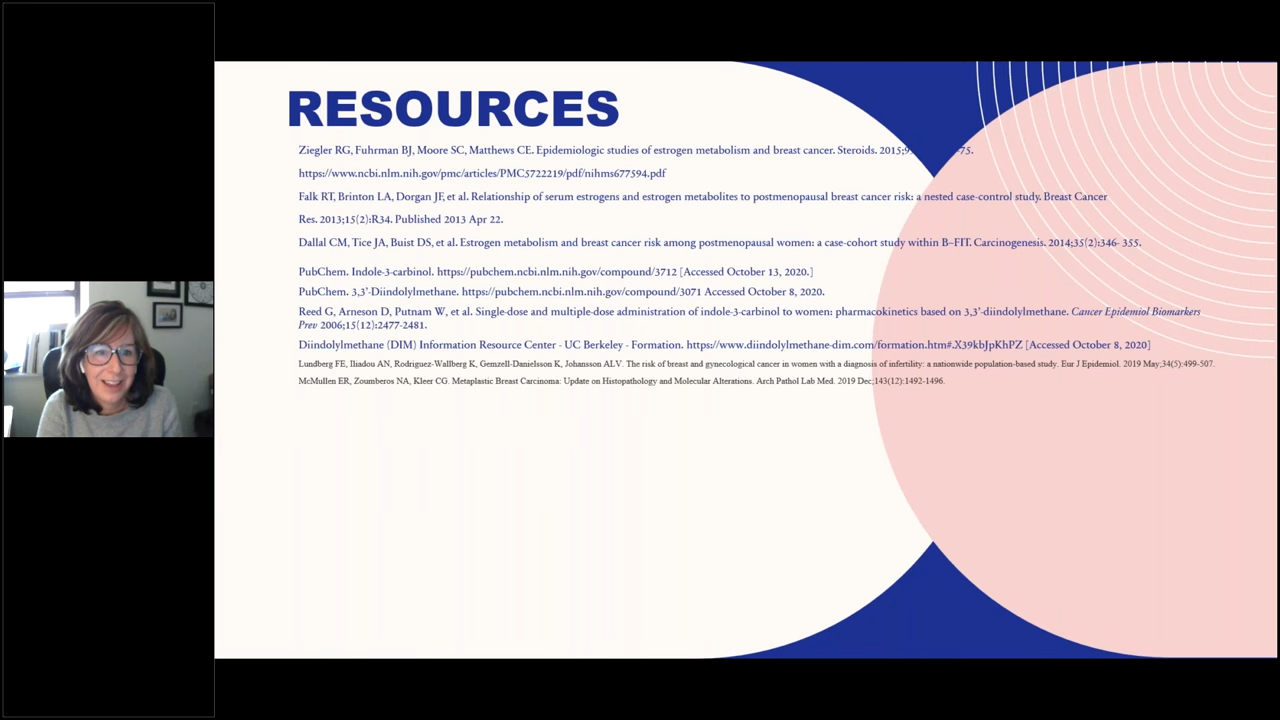 RESOURCES
Ziegler RG, Fuhrman BJ, Moore SC, Matthews CE. Epidemiologic studies of estrogen metabolism and breast cancer. Steroids. 2015;9 75.
https://www.ncbi.nlm.nih.gov/pmc/articles/PMC5722219/pdf/nihms677594.pdf
Falk RT, Brinton LA, Dorgan JF, et al. Relationship of serum estrogens and estrogen metabolites to postmenopausal breast cancer risk: a nested case-control study. Breast Cancer
Res. 2013;15(2):R34. Published 2013 Apr 22.
Dallal CM, Tice JA, Buist DS, et al. Estrogen metabolism and breast cancer risk among postmenopausal women: a case-cohort study within B~FIT. Carcinogenesis. 2014;35(2):346- 355.
PubChem. Indole-3-carbinol. https://pubchem.ncbi.nlm.nih.gov/compound/3712 [Accessed October 13, 2020.]
PubChem. 3,3'-Diindolylmethane. https://pubchem.ncbi.nlm.nih.gov/compound/3071 Accessed October 8, 2020.
Reed G, Arneson D, Putnam W, et al. Single-dose and multiple-dose administration of indole-3-carbinol to women: pharmacokinetics based on 3,3'-diindolylmethane. Cancer Epidemiol Biomarkers
Prev 2006;15(12):2477-2481.
Diindolylmethane (DIM) Information Resource Center - UC Berkeley - Formation. https://www.diindolylmethane-dim.com/formation.htm#.X39kbJpKhPZ [Accessed October 8, 2020]
Lundberg FE, Iliadou AN, Rodriguez-Wallberg K, Gemzell-Danielsson K, Johansson ALV. The risk of breast and gynecological cancer in women with a diagnosis of infertility: a nationwide population-based study. Eur J Epidemiol. 2019 May;34(5):499-507.
McMullen ER, Zoumberos NA, Kleer CG. Metaplastic Breast Carcinoma: Update on Histopathology and Molecular Alterations. Arch Pathol Lab Med. 2019 Dec;143(12):1492-1496.